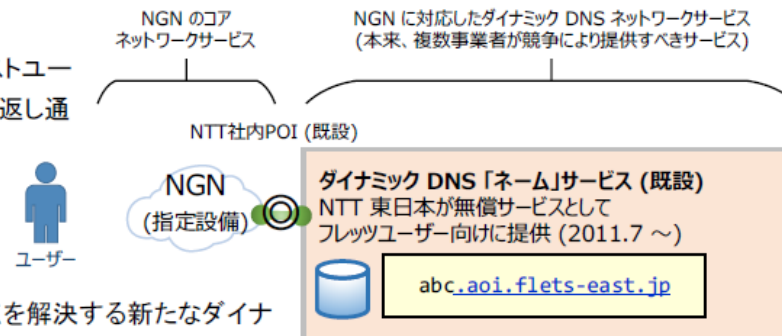 NGN のコア
ネットワークサービス
NGN に対応したダイナミック DNS ネットワークサービス
(本来、複数事業者が競争により提供すべきサービス)
トユー
返し通
NTT社内POI (既設)
NGN
(指定設備)
ユーザー
ダイナミック DNS 「ネーム」サービス (既設)
NTT 東日本が無償サービスとして
フレッツユーザー向けに提供 (2011.7 ～)
abc.aoi.flets-east.jp
を解決する新たなダイナ